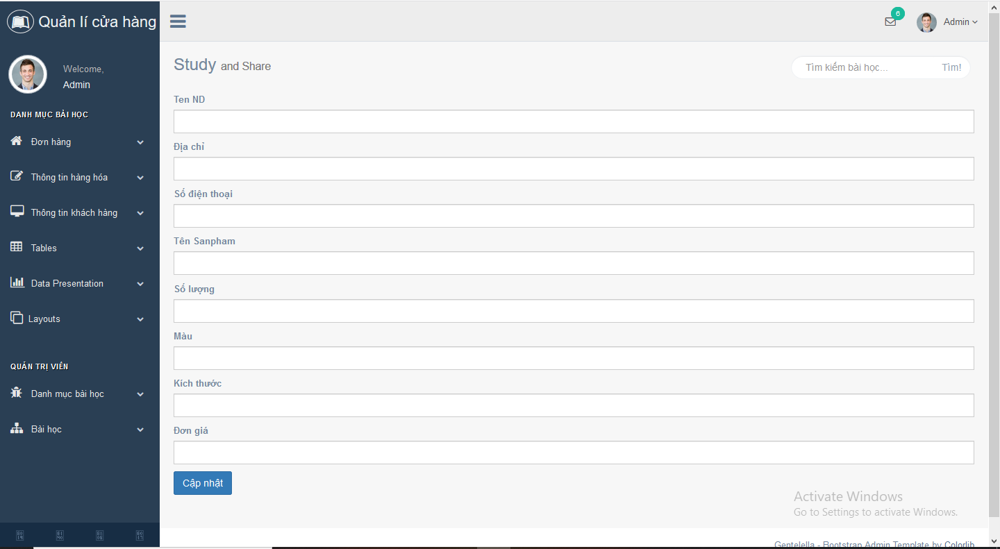 Quản lí cửa hàng
6
Admin
Welcome,
Admin
Study and Share
Tìm kiếm bài học...
Tìm!
DANH MỤC BÀI HỌC
Đơn hàng
Thông tin hàng hóa
Thông tin khách hàng
Tables
Data Presentation
Layouts
QUẢN TRỊ VIÊN
Danh mục bài học
Bài học
Ten ND
Địa chỉ
Số điện thoại
Tên Sanpham
Số lượng
Màu
Kích thước
Đơn giá
Cập nhật
Activate Windows
Go to Settings to activate Windows.
Gentelella - Bootstrap Admin Template by Colorlib